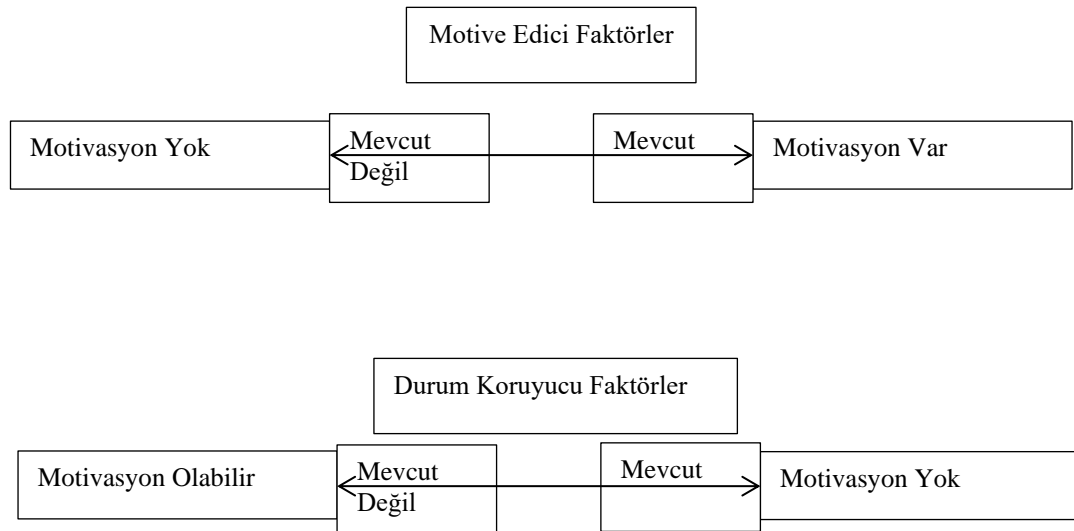 Motive Edici Faktörler
Motivasyon Yok
Mevcut
Değil
Mevcut
Motivasyon Var
Durum Koruyucu Faktörler
Motivasyon Olabilir
Mevcut
Değil
Mevcut
Motivasyon Yok